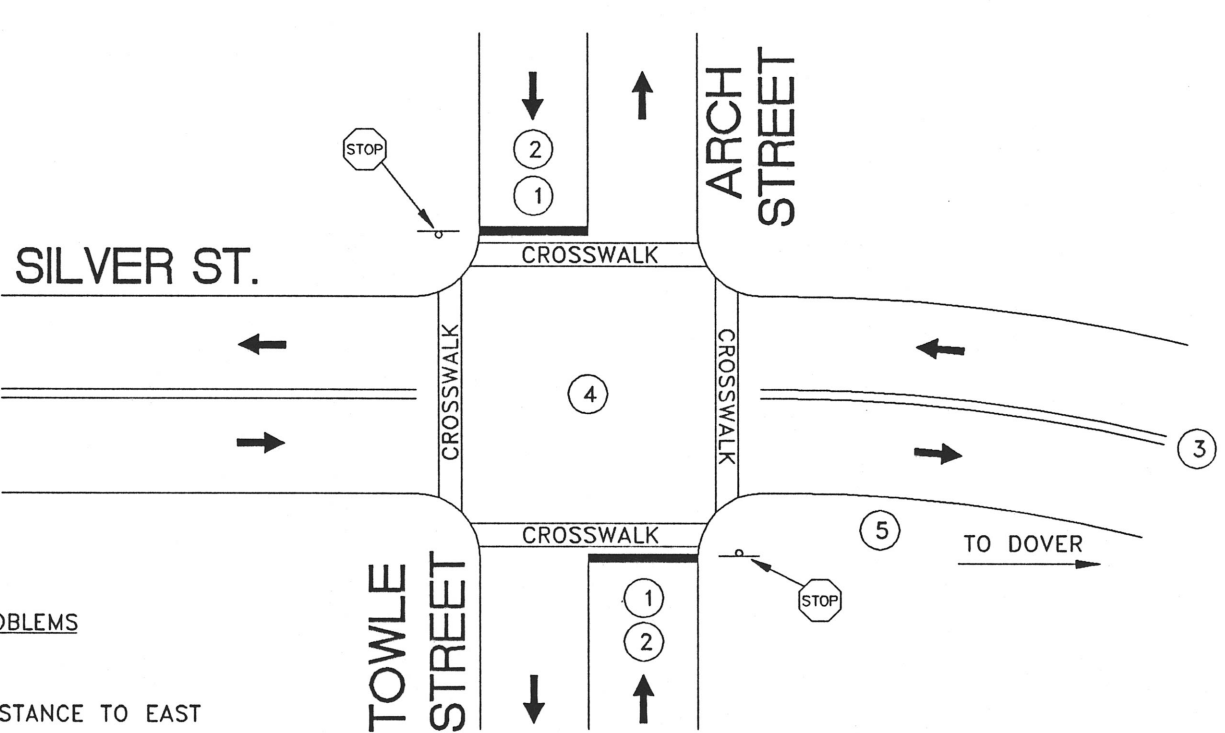 ARCH
STREET
STOP
2
1
CROSSWALK
SILVER ST.
CROSSWALK
CROSSWALK
4
3
5
CROSSWALK
TO DOVER
TOWLE
STREET
1
2
STOP
OBLEMS
STANCE TO EAST